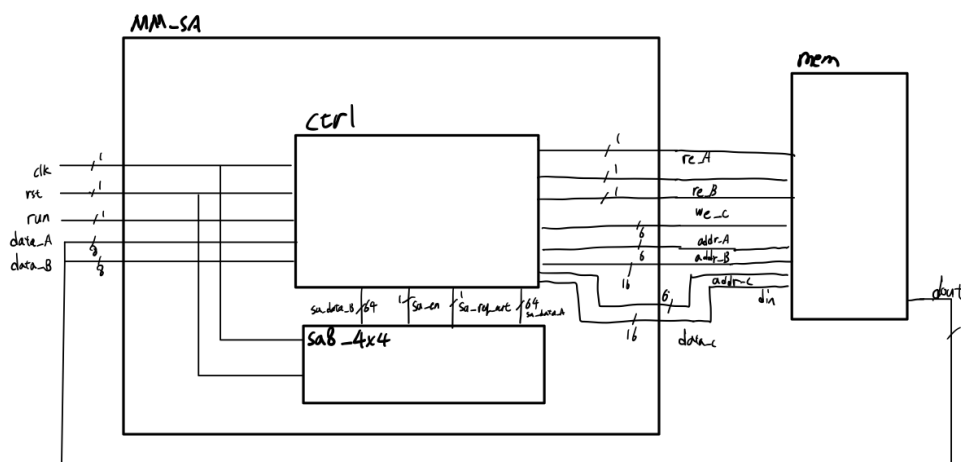 MM_SA
mem
ctrl
clk
1
rst
1
run
1
data_A
8
data_B
8
1
re_A
1
1
re_B
we_c
6
addr_A
6
addr_B
16
addr_c
6
din
16
data_c
dout
sa_data_B
64
1
sa_en
1
64
sa_data_A
sa8_4x4